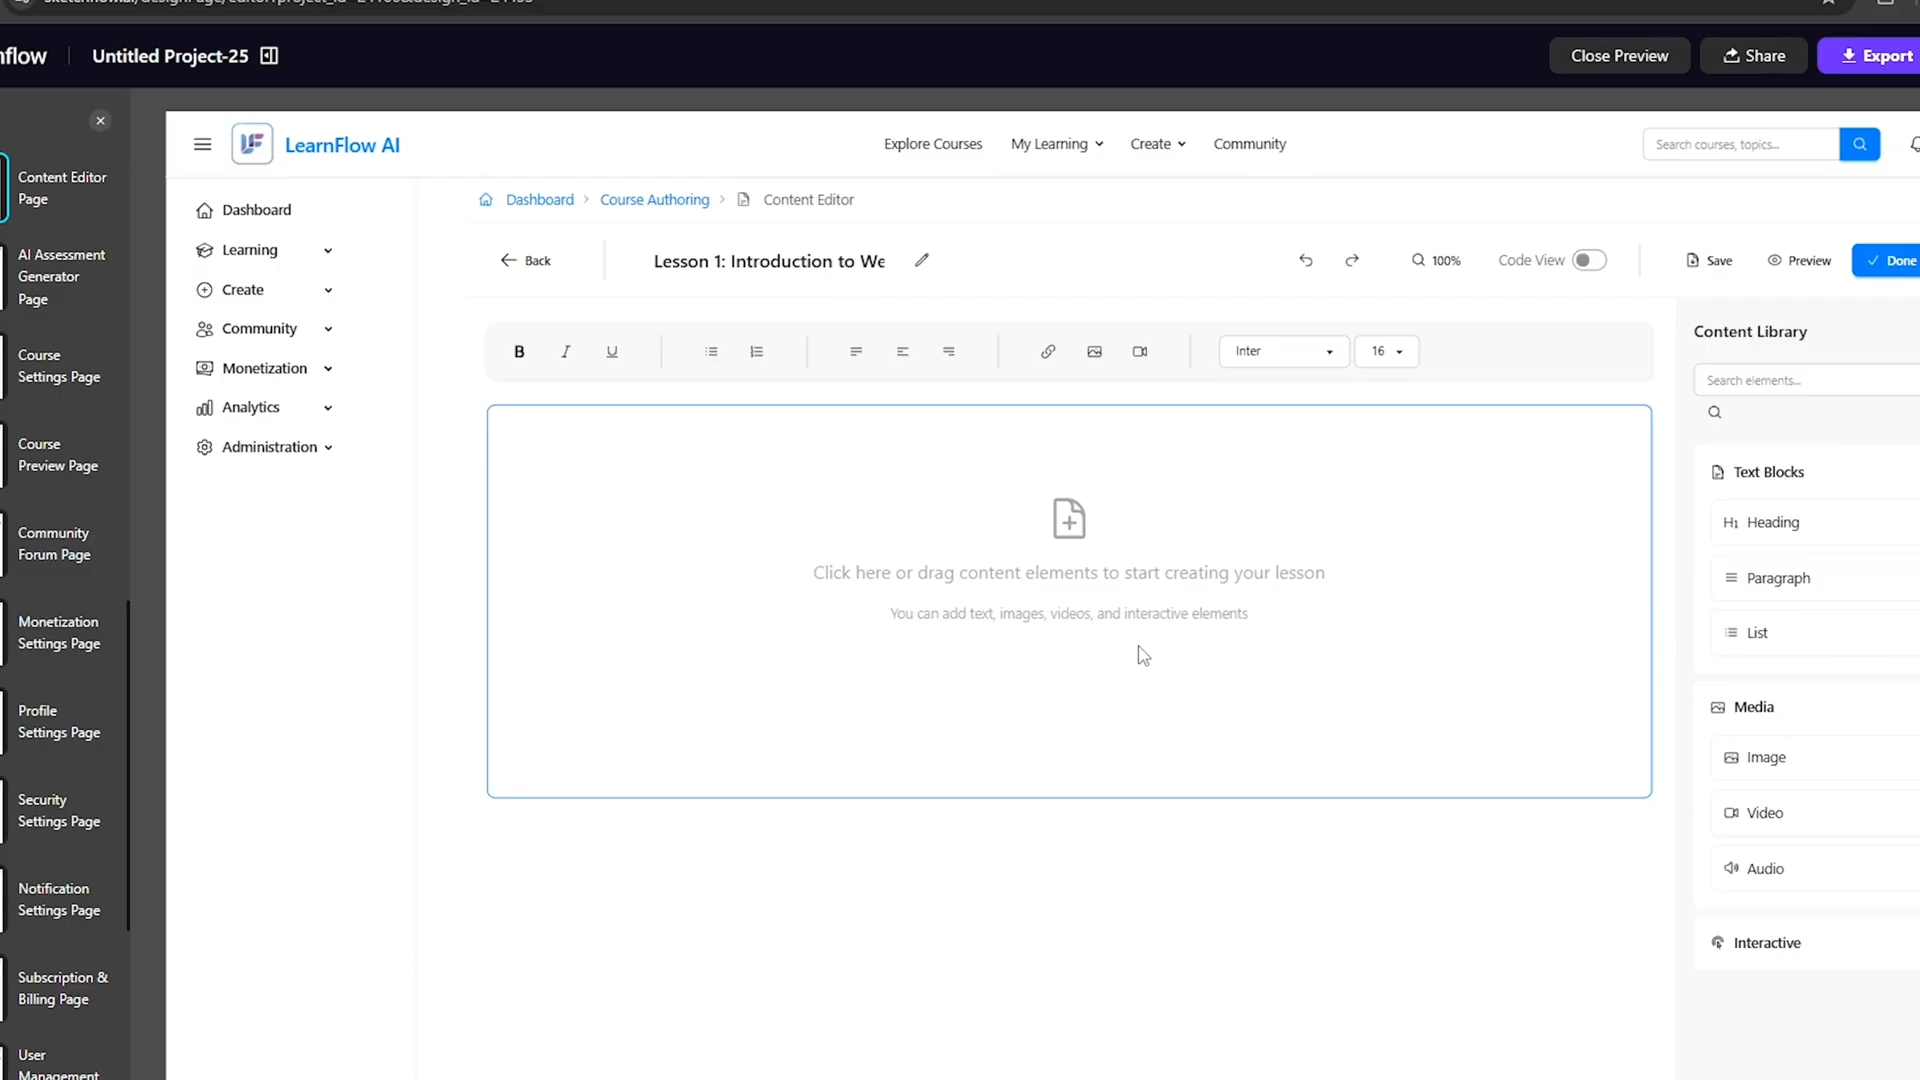 nflow
Untitled Project-25
Close Preview
Share
Export
Content Editor
Page
AI Assessment
Generator
Page
Course
Settings Page
Course
Preview Page
Community
Forum Page
Monetization
Settings Page
Profile
Settings Page
Security
Settings Page
Notification
Settings Page
Subscription &
Billing Page
User
Management
LearnFlow AI
Explore Courses
My Learning
Create
Community
Search courses, topics...
Dashboard
Learning
Create
Community
Monetization
Analytics
Administration
Dashboard
Course Authoring
Content Editor
Back
Lesson 1: Introduction to We
100%
Code View
Save
Preview
Done
B I U
Inter
16
Click here or drag content elements to start creating your lesson
You can add text, images, videos, and interactive elements
Content Library
Search elements...
Text Blocks
H1 Heading
Paragraph
List
Media
Image
Video
Audio
Interactive